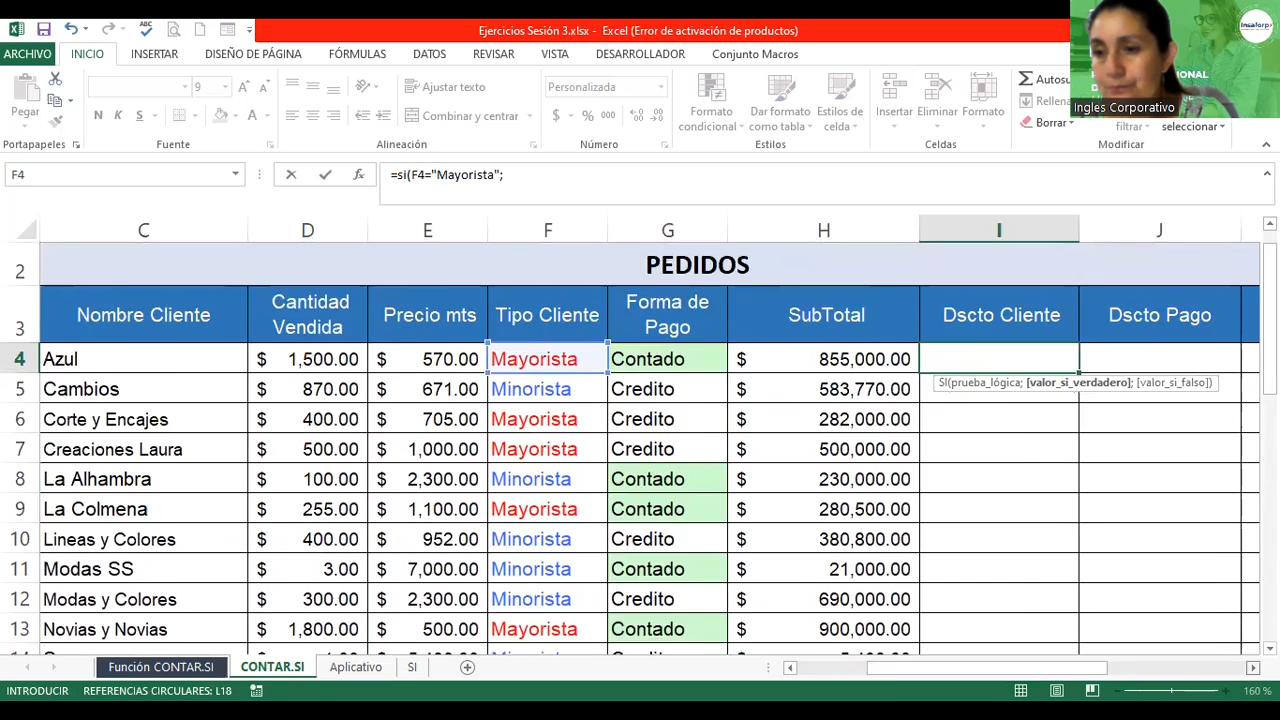 Ejercicios Sesión 3.xlsx - Excel (Error de activación de productos)
Insaforp
ARCHIVO INICIO INSERTAR DISEÑO DE PÁGINA FÓRMULAS DATOS REVISAR VISTA DESARROLLADOR Conjunto Macros
Ingles Corporativo
Pegar
N K S
A A
Ajustar texto
Combinar y centrar
Personalizada
$ % 000
Formato condicional
Dar formato como tabla
Estilos de celda
Insertar Eliminar Formato
Autosu
Rellena
Borrar
filtrar seleccionar
Portapapeles Fuente Alineación Número Estilos Celdas Modificar
F4 fx =si(F4="Mayorista";
C D E F G H I J
2 PEDIDOS
3 Nombre Cliente Cantidad Vendida Precio mts Tipo Cliente Forma de Pago SubTotal Dscto Cliente Dscto Pago
4 Azul $ 1,500.00 $ 570.00 Mayorista Contado $ 855,000.00
SI(prueba_lógica; [valor_si_verdadero]; [valor_si_falso])
5 Cambios $ 870.00 $ 671.00 Minorista Credito $ 583,770.00
6 Corte y Encajes $ 400.00 $ 705.00 Mayorista Credito $ 282,000.00
7 Creaciones Laura $ 500.00 $ 1,000.00 Mayorista Credito $ 500,000.00
8 La Alhambra $ 100.00 $ 2,300.00 Minorista Contado $ 230,000.00
9 La Colmena $ 255.00 $ 1,100.00 Mayorista Contado $ 280,500.00
10 Lineas y Colores $ 400.00 $ 952.00 Minorista Credito $ 380,800.00
11 Modas SS $ 3.00 $ 7,000.00 Minorista Contado $ 21,000.00
12 Modas y Colores $ 300.00 $ 2,300.00 Minorista Credito $ 690,000.00
13 Novias y Novias $ 1,800.00 $ 500.00 Mayorista Contado $ 900,000.00
Función CONTAR.SI CONTAR.SI Aplicativo SI
INTRODUCIR REFERENCIAS CIRCULARES: L18 160 %